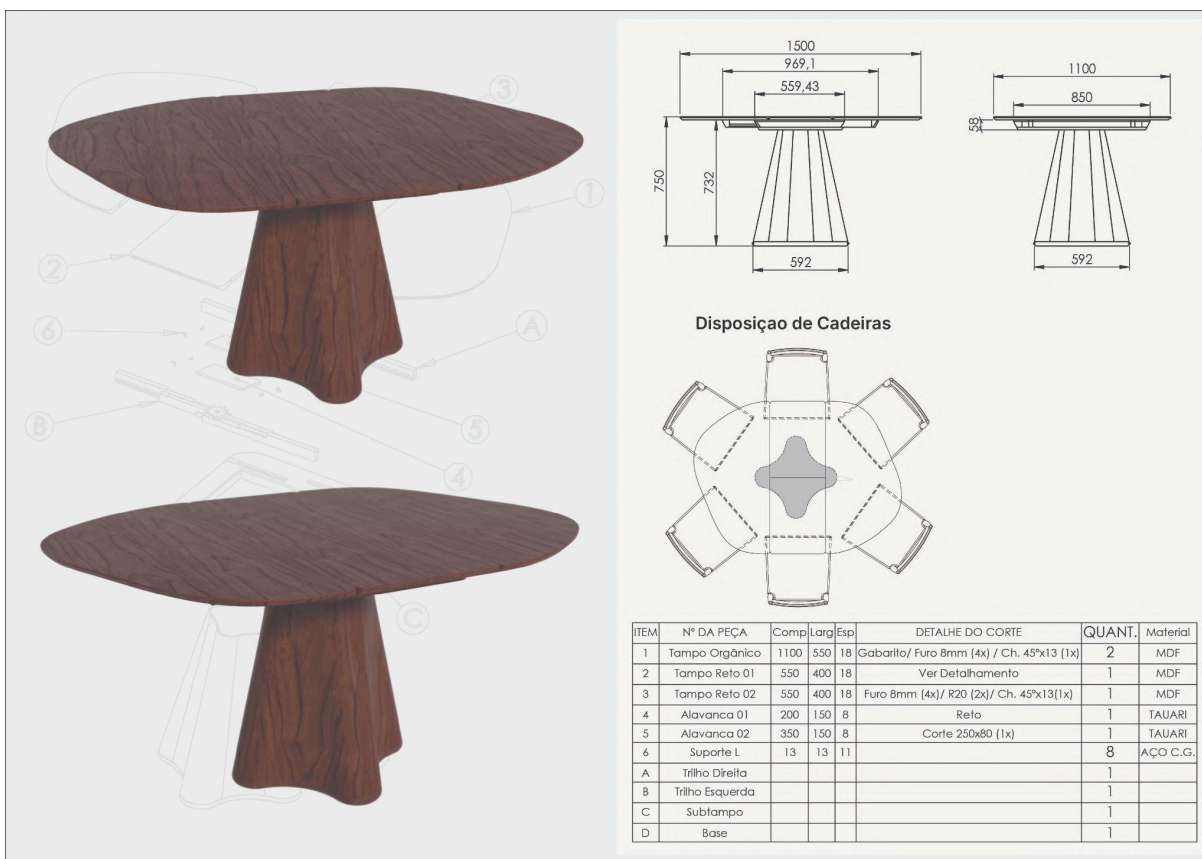 3
1
2
6
A
B
5
4
C
1500
969,1
559,43
750
732
592
1100
850
58
592
Disposiçao de Cadeiras
ITEM N° DA PEÇA Comp Larg Esp DETALHE DO CORTE QUANT. Material
1 Tampo Orgânico 1100 550 18 Gabarito/ Furo 8mm (4x) / Ch. 45°x13 (1x) 2 MDF
2 Tampo Reto 01 550 400 18 Ver Detalhamento 1 MDF
3 Tampo Reto 02 550 400 18 Furo 8mm (4x)/ R20 (2x)/ Ch. 45°x13(1x) 1 MDF
4 Alavanca 01 200 150 8 Reto 1 TAUARI
5 Alavanca 02 350 150 8 Corte 250x80 (1x) 1 TAUARI
6 Suporte L 13 13 11 8 AÇO C.G.
A Trilho Direita 1
B Trilho Esquerda 1
C Subtampo 1
D Base 1